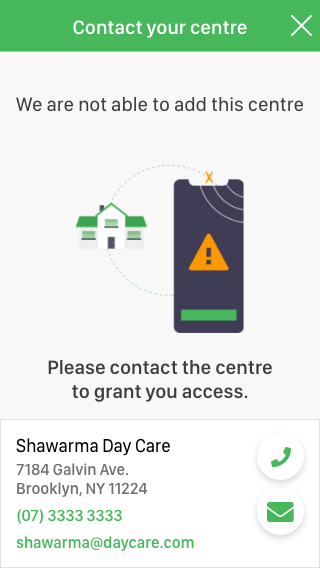 Contact your centre
We are not able to add this centre
Please contact the centre
to grant you access.
Shawarma Day Care
7184 Galvin Ave.
Brooklyn, NY 11224
(07) 3333 3333
shawarma@daycare.com